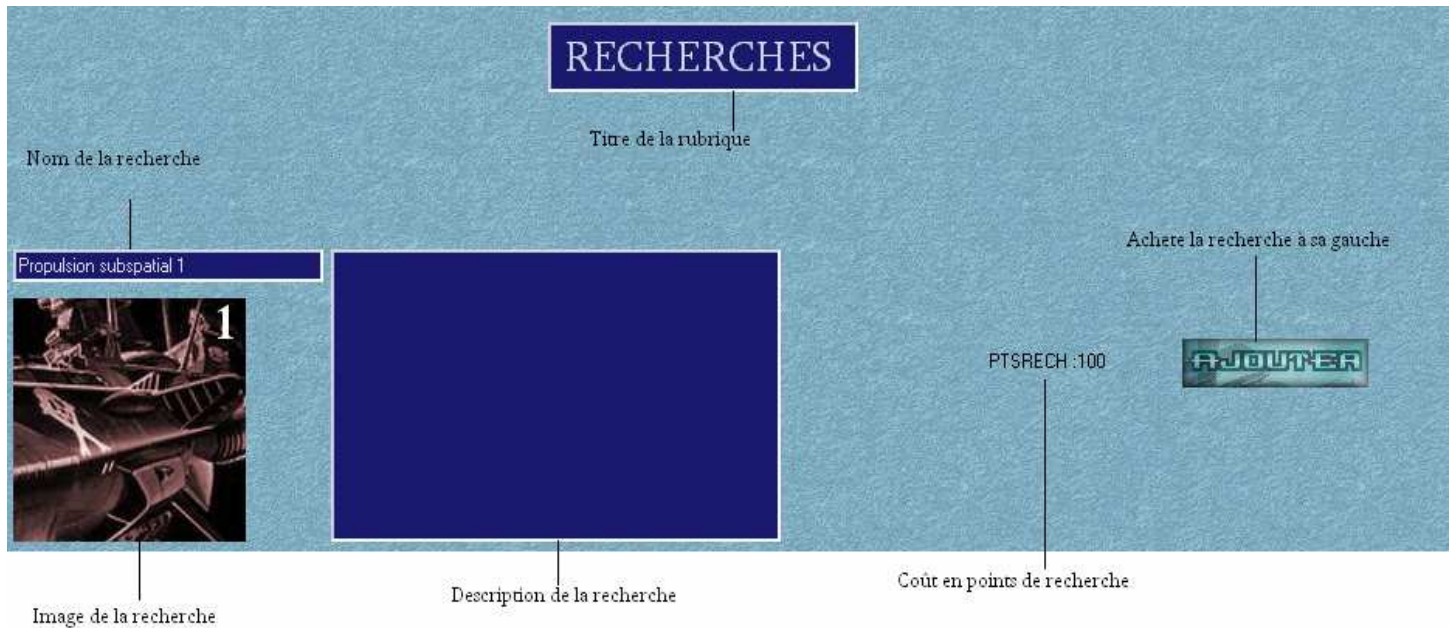 RECHERCHES
Titre de la rubrique
Nom de la recherche
Achete la recherche à sa gauche
Propulsion subspatial 1
1
PTSRECH :100
AJOUTER
Coût en points de recherche
Description de la recherche
Image de la recherche